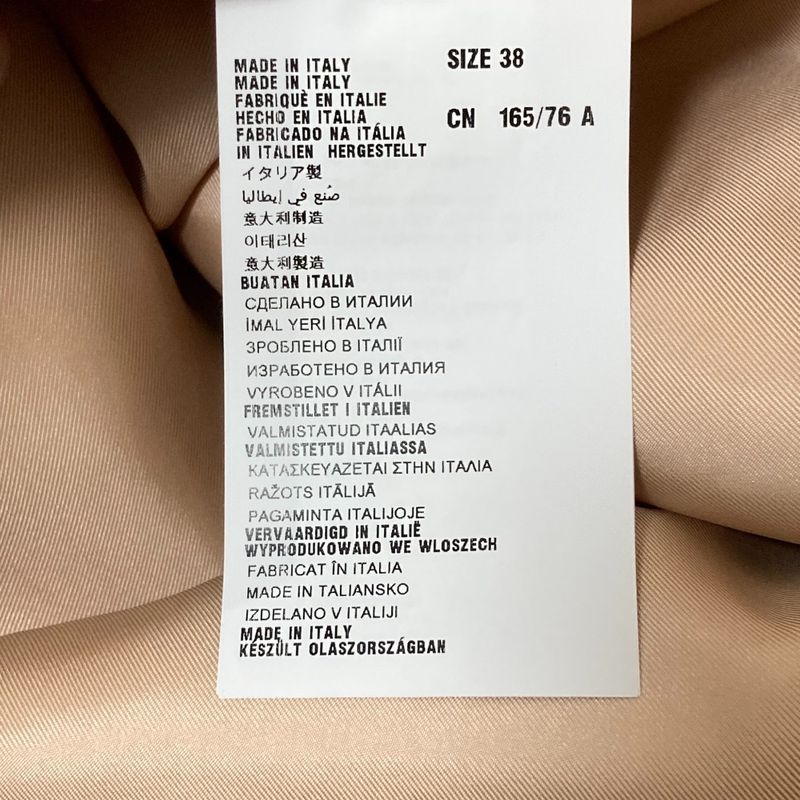 MADE IN ITALY
MADE IN ITALY
FABRIQUÈ EN ITALIE
HECHO EN ITALIA
FABRICADO NA ITÁLIA
IN ITALIEN HERGESTELLT
イタリア製
صُنع في إيطاليا
意大利制造
이태리산
意大利製造
BUATAN ITALIA
СДЕЛАНО В ИТАЛИИ
İMAL YERİ İTALYA
ЗРОБЛЕНО В ІТАЛІЇ
ИЗРАБОТЕНО В ИТАЛИЯ
VYROBENO V ITÁLII
FREMSTILLET I ITALIEN
VALMISTATUD ITAALIAS
VALMISTETTU ITALIASSA
ΚΑΤΑΣΚΕΥΑΖΕΤΑΙ ΣΤΗΝ ΙΤΑΛΙΑ
RAŽOTS ITĀLIJĀ
PAGAMINTA ITALIJOJE
VERVAARDIGD IN ITALIË
WYPRODUKOWANO WE WLOSZECH
FABRICAT ÎN ITALIA
MADE IN TALIANSKO
IZDELANO V ITALIJI
MADE IN ITALY
KÉSZÜLT OLASZORSZÁGBAN
SIZE 38
CN 165/76 A